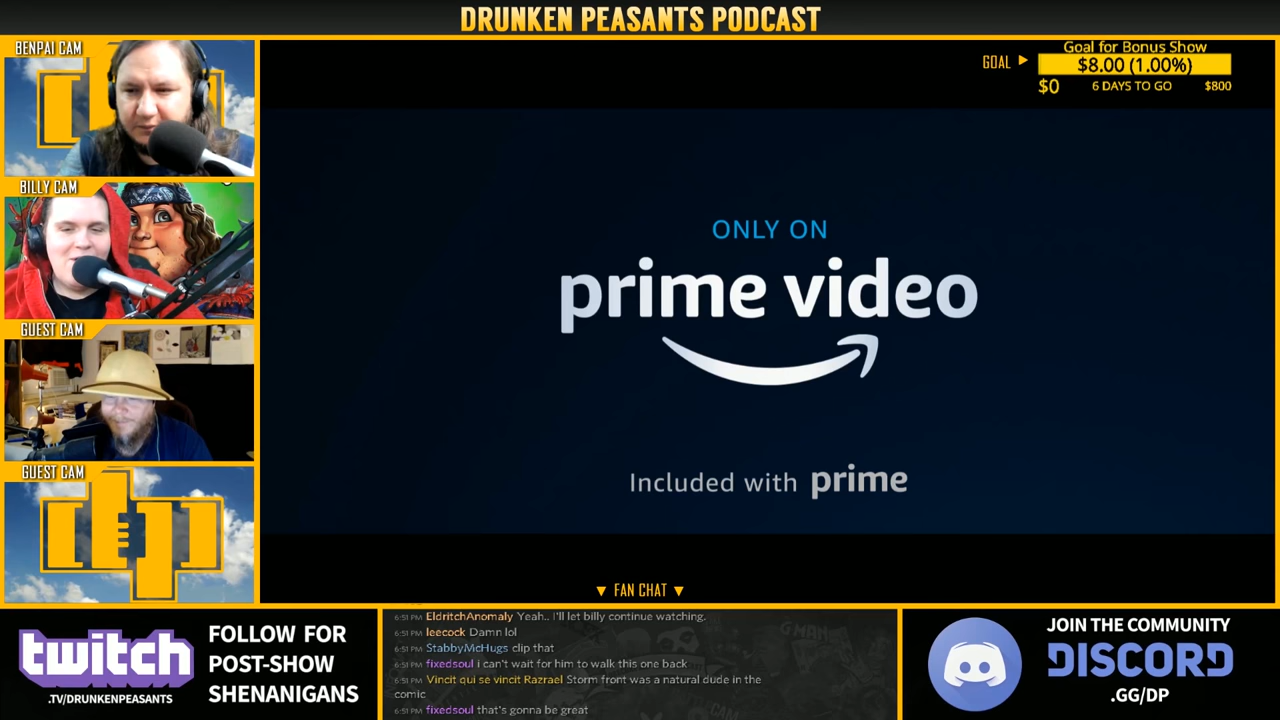 DRUNKEN PEASANTS PODCAST
BENPAI CAM
BILLY CAM
GUEST CAM
GUEST CAM
GOAL ►
Goal for Bonus Show
$8.00 (1.00%)
$0 6 DAYS TO GO $800
ONLY ON
prime video
Included with prime
▼ FAN CHAT ▼
6:51 PM EldritchAnomaly Yeah.. I'll let billy continue watching.
6:51 PM leecock Damn lol
6:51 PM StabbyMcHugs clip that
6:51 PM fixedsoul i can't wait for him to walk this one back
6:51 PM Vincit qui se vincit Razrael Storm front was a natural dude in the
comic
6:51 PM fixedsoul that's gonna be great
twitch
.TV/DRUNKENPEASANTS
FOLLOW FOR
POST-SHOW
SHENANIGANS
JOIN THE COMMUNITY
DISCORD
.GG/DP